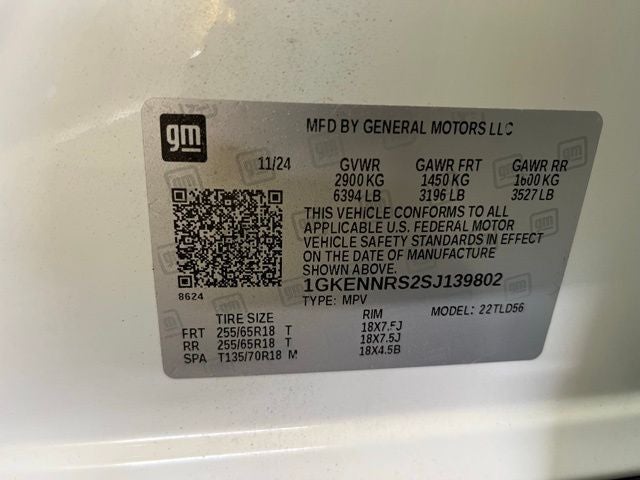 gm
MFD BY GENERAL MOTORS LLC
11/24 GVWR GAWR FRT GAWR RR
2900 KG 1450 KG 1600 KG
6394 LB 3196 LB 3527 LB
THIS VEHICLE CONFORMS TO ALL
APPLICABLE U.S. FEDERAL MOTOR
VEHICLE SAFETY STANDARDS IN EFFECT
ON THE DATE OF MANUFACTURE
SHOWN ABOVE.
8624
1GKENNRS2SJ139802
TYPE: MPV MODEL: 22TLD56
TIRE SIZE RIM
FRT 255/65R18 T 18X7.5J
RR 255/65R18 T 18X7.5J
SPA T135/70R18 M 18X4.5B